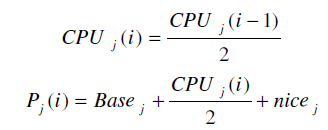 CPU_j(i) = CPU_j(i − 1) / 2
P_j(i) = Base_j + CPU_j(i) / 2 + nice_j